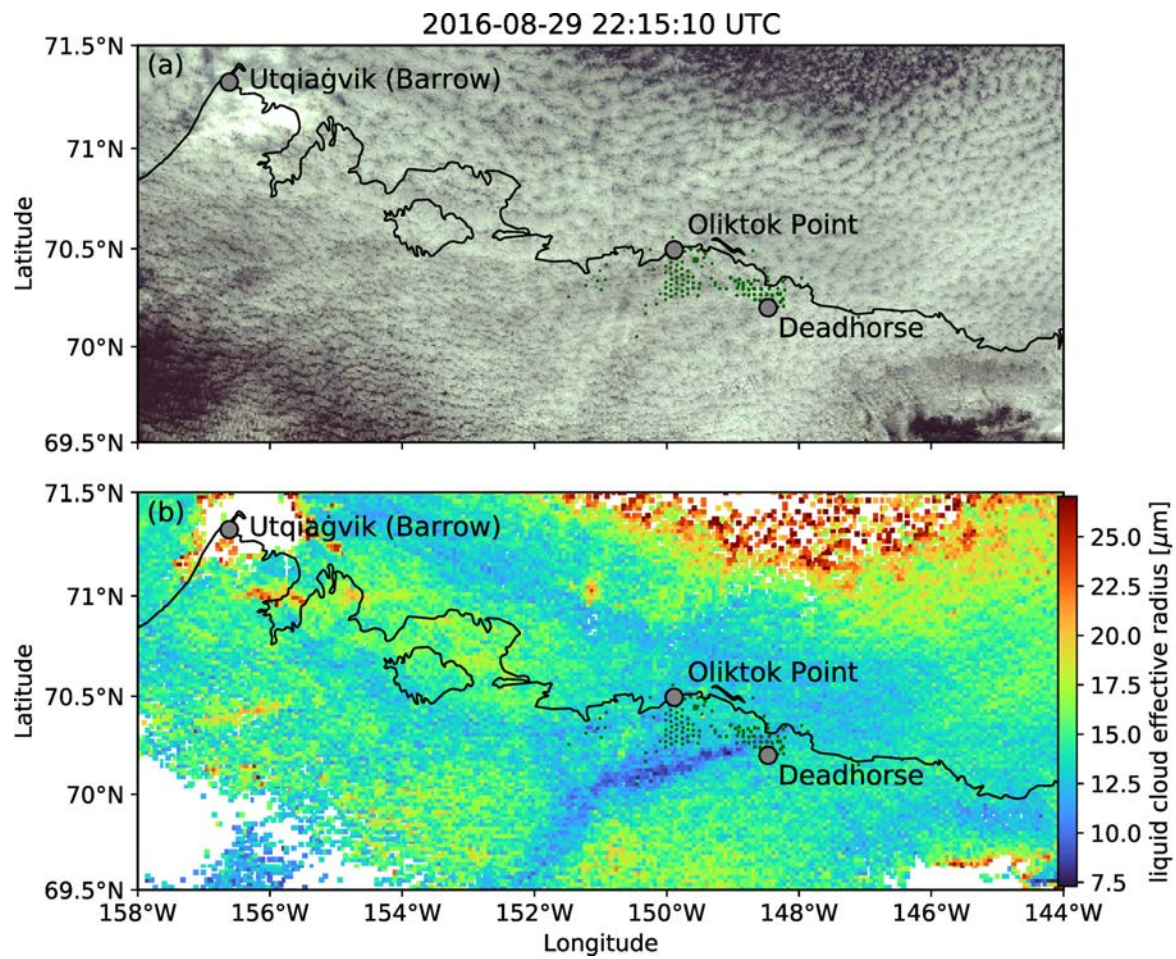 2016-08-29 22:15:10 UTC
71.5°N
(a)
Utqiaġvik (Barrow)
71°N
Latitude
Oliktok Point
70.5°N
Deadhorse
70°N
69.5°N
71.5°N
(b)
Utqiaġvik (Barrow)
71°N
Latitude
Oliktok Point
70.5°N
Deadhorse
70°N
69.5°N
158°W 156°W 154°W 152°W 150°W 148°W 146°W 144°W
Longitude
25.0
22.5
20.0
17.5
15.0
12.5
10.0
7.5
liquid cloud effective radius [μm]